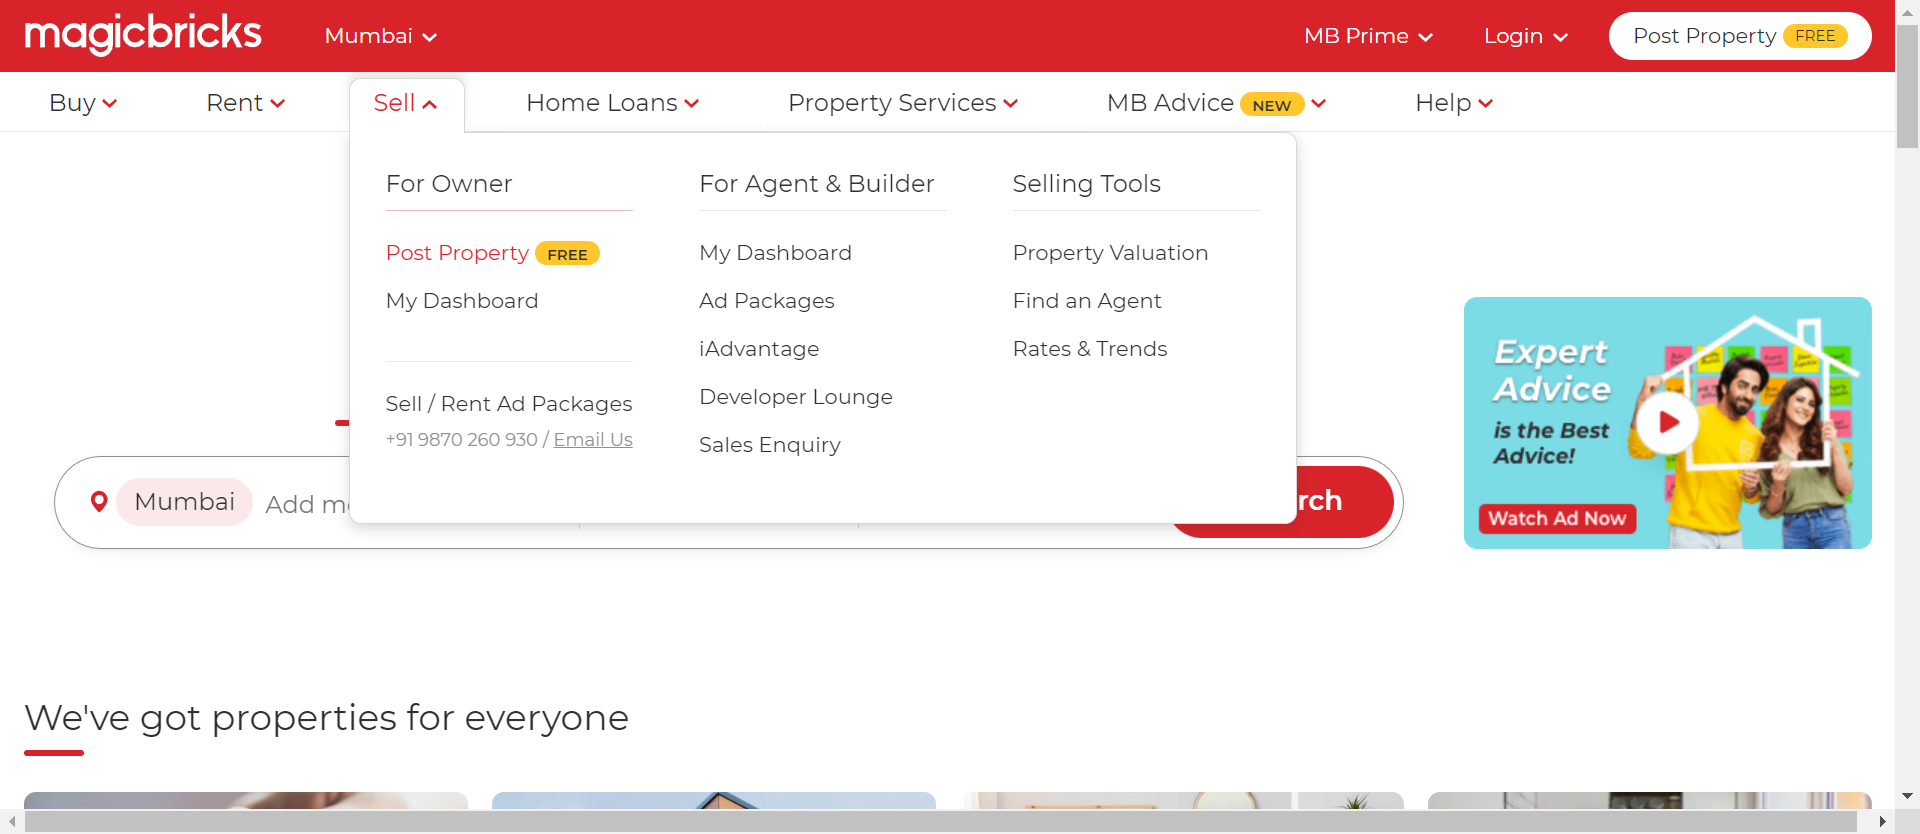 magicbricks
Mumbai
MB Prime
Login
Post Property FREE
Buy
Rent
Sell
Home Loans
Property Services
MB Advice NEW
Help
For Owner
Post Property FREE
My Dashboard
Sell / Rent Ad Packages
+91 9870 260 930 / Email Us
For Agent & Builder
My Dashboard
Ad Packages
iAdvantage
Developer Lounge
Sales Enquiry
Selling Tools
Property Valuation
Find an Agent
Rates & Trends
Mumbai
Add
Expert
Advice
is the Best
Advice!
Watch Ad Now
We've got properties for everyone